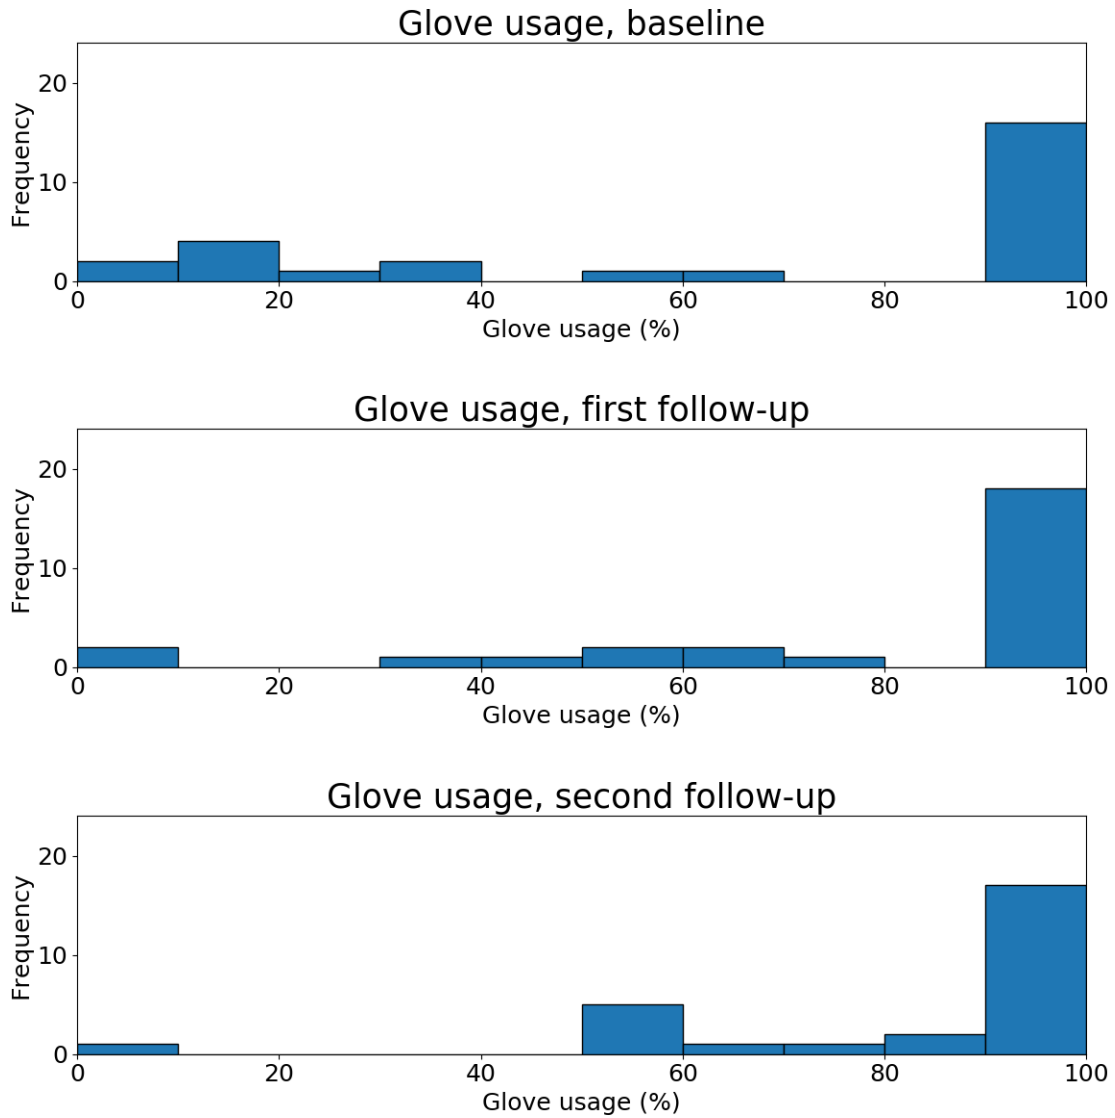 Glove usage, baseline
20
10
0
Frequency
0 20 40 60 80 100
Glove usage (%)
Glove usage, first follow-up
20
10
0
Frequency
0 20 40 60 80 100
Glove usage (%)
Glove usage, second follow-up
20
10
0
Frequency
0 20 40 60 80 100
Glove usage (%)